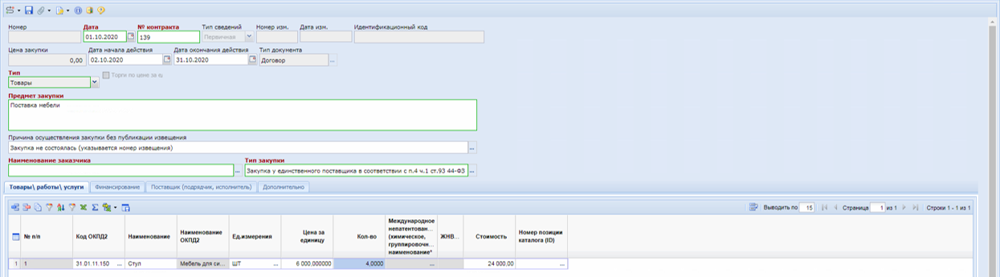 Номер Дата № контракта Тип сведений Номер изм. Дата изм. Идентификационный код
01.10.2020 139 Первичная
Цена закупки Дата начала действия Дата окончания действия Тип документа
0,00 02.10.2020 31.10.2020 Договор ...
Тип
Товары Торги по цене за ед
Предмет закупки
Поставка мебели
Причина осуществления закупки без публикации извещения
Закупка не состоялась (указывается номер извещения) ...
Наименование заказчика Тип закупки
... Закупка у единственного поставщика в соответствии с п.4 ч.1 ст.93 44-ФЗ ...
Товары\ работы\ услуги Финансирование Поставщик (подрядчик, исполнитель) Дополнительно
Выводить по 15 Страница 1 из 1 Строки 1 - 1 из 1
№ п/п Код ОКПД2 Наименование Наименование ОКПД2 Ед.измерения Цена за единицу Кол-во Международное непатентован... (химическое, группировочн... наименование* ЖНВ... Стоимость Номер позиции каталога (ID)
1 1 31.01.11.150 ... Стул Мебель для си... ШТ ... 6 000,000000 4,0000 ... 24 000,00 ...